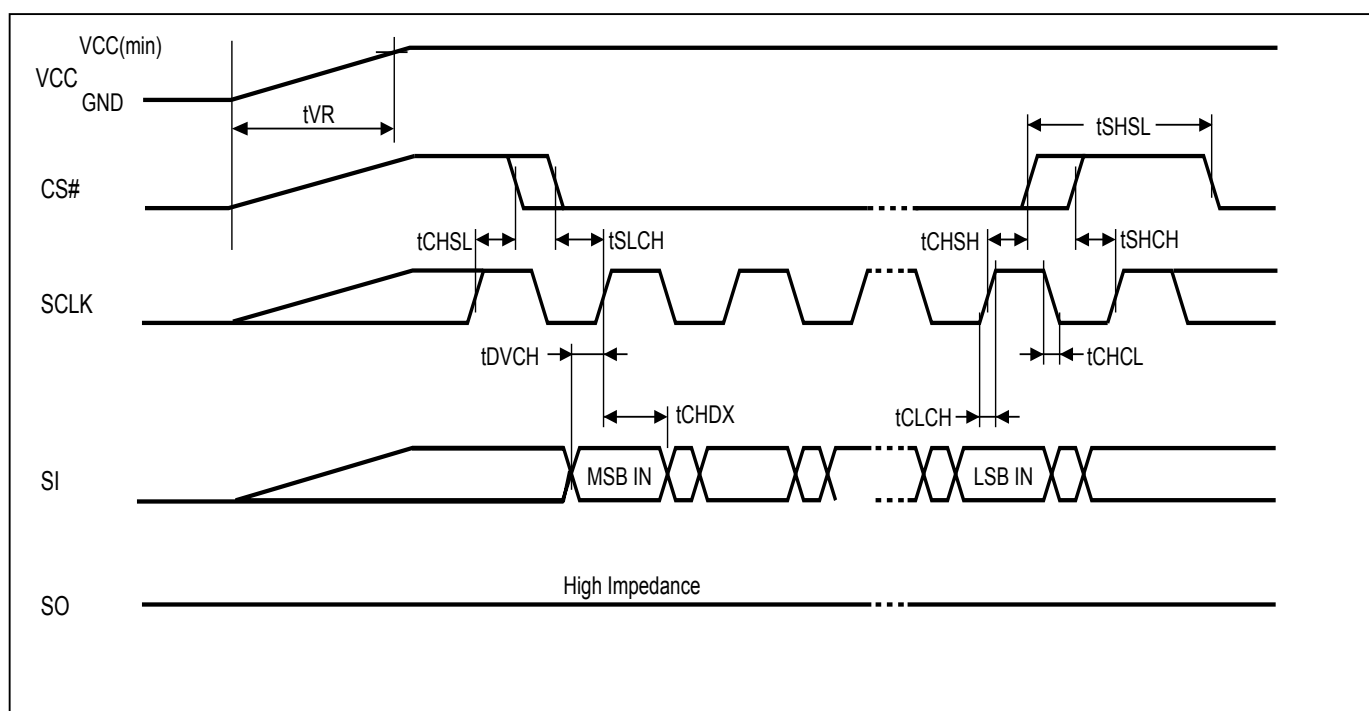 VCC(min)
VCC
GND
tVR
tSHSL
CS#
tCHSL
tSLCH
tCHSH
tSHCH
SCLK
tDVCH
tCHCL
tCHDX
tCLCH
SI
MSB IN
LSB IN
High Impedance
SO